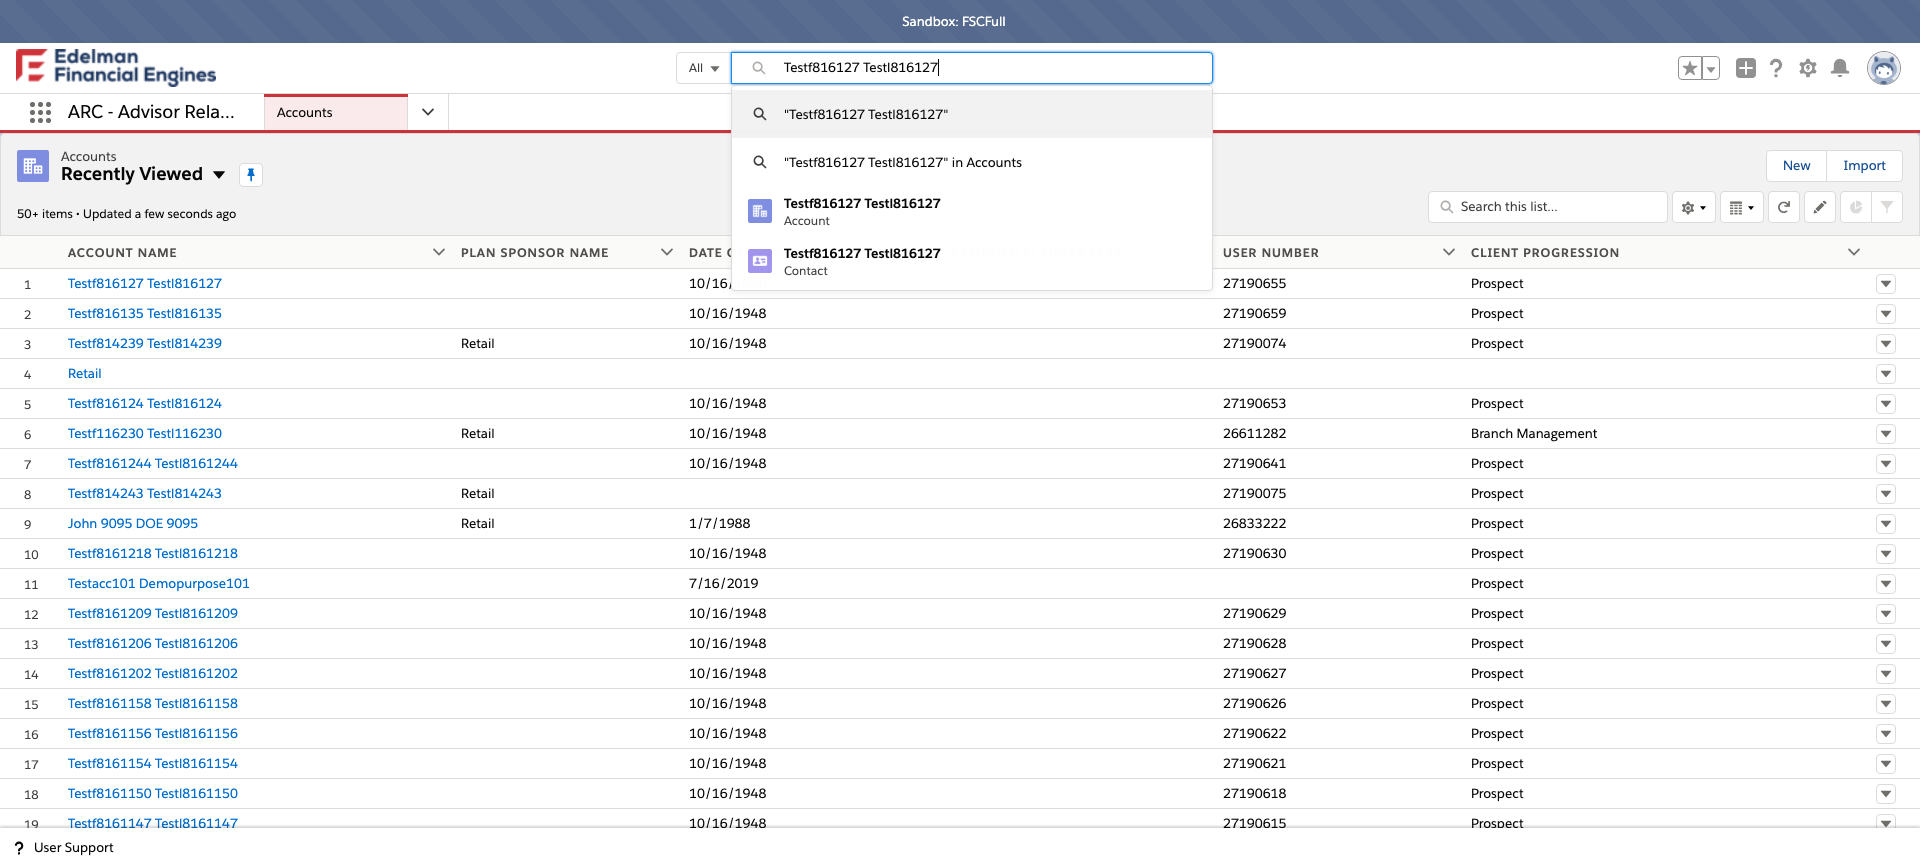 Sandbox: FSCFull
Edelman
Financial Engines
All
Testf816127 Testl816127
ARC - Advisor Rela...
Accounts
"Testf816127 Testl816127"
"Testf816127 Testl816127" in Accounts
Testf816127 Testl816127
Account
Testf816127 Testl816127
Contact
Accounts
Recently Viewed
New
Import
50+ items • Updated a few seconds ago
Search this list...
ACCOUNT NAME PLAN SPONSOR NAME DATE USER NUMBER CLIENT PROGRESSION
1 Testf816127 Testl816127 10/16/ 27190655 Prospect
2 Testf816135 Testl816135 10/16/1948 27190659 Prospect
3 Testf814239 Testl814239 Retail 10/16/1948 27190074 Prospect
4 Retail
5 Testf816124 Testl816124 10/16/1948 27190653 Prospect
6 Testf116230 Testl116230 Retail 10/16/1948 26611282 Branch Management
7 Testf8161244 Testl8161244 10/16/1948 27190641 Prospect
8 Testf814243 Testl814243 Retail 27190075 Prospect
9 John 9095 DOE 9095 Retail 1/7/1988 26833222 Prospect
10 Testf8161218 Testl8161218 10/16/1948 27190630 Prospect
11 Testacc101 Demopurpose101 7/16/2019 Prospect
12 Testf8161209 Testl8161209 10/16/1948 27190629 Prospect
13 Testf8161206 Testl8161206 10/16/1948 27190628 Prospect
14 Testf8161202 Testl8161202 10/16/1948 27190627 Prospect
15 Testf8161158 Testl8161158 10/16/1948 27190626 Prospect
16 Testf8161156 Testl8161156 10/16/1948 27190622 Prospect
17 Testf8161154 Testl8161154 10/16/1948 27190621 Prospect
18 Testf8161150 Testl8161150 10/16/1948 27190618 Prospect
19 Testf8161147 Testl8161147 10/16/1948 27190615 Prospect
? User Support